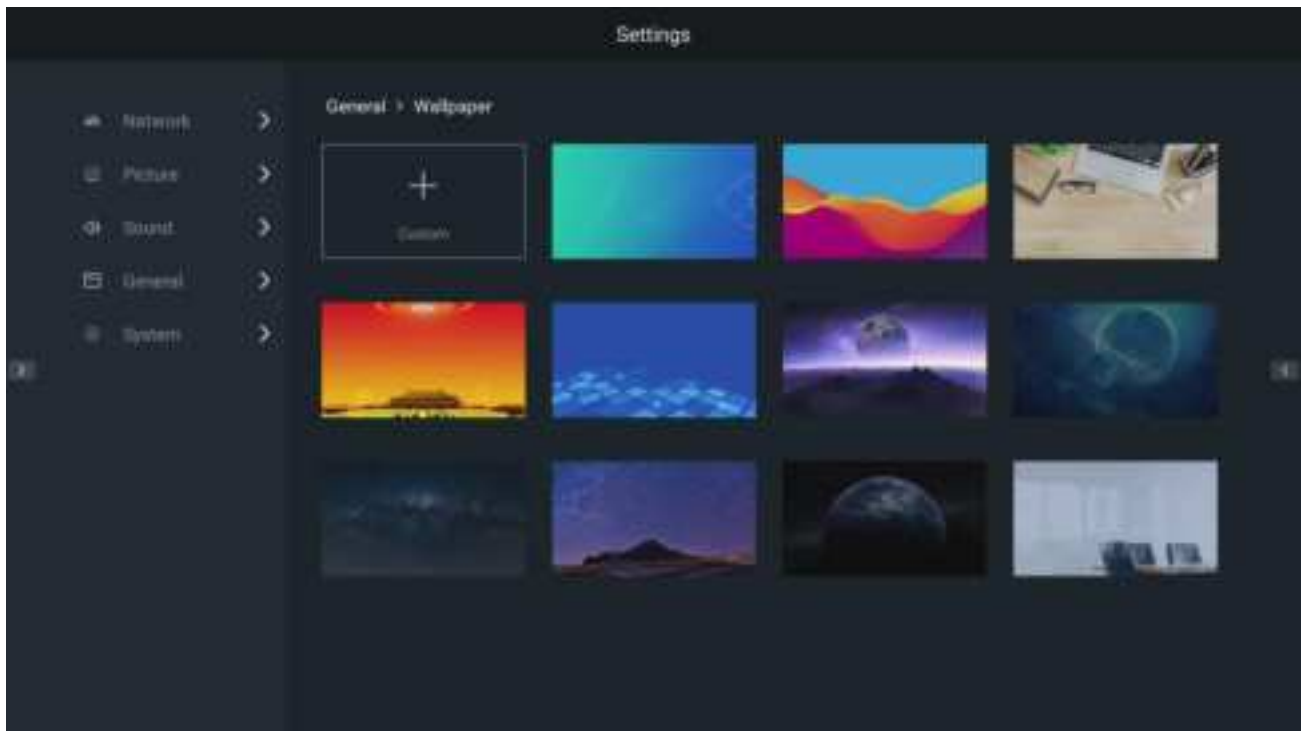 Settings
General > Wallpaper
Network
Picture
Sound
General
System
Custom